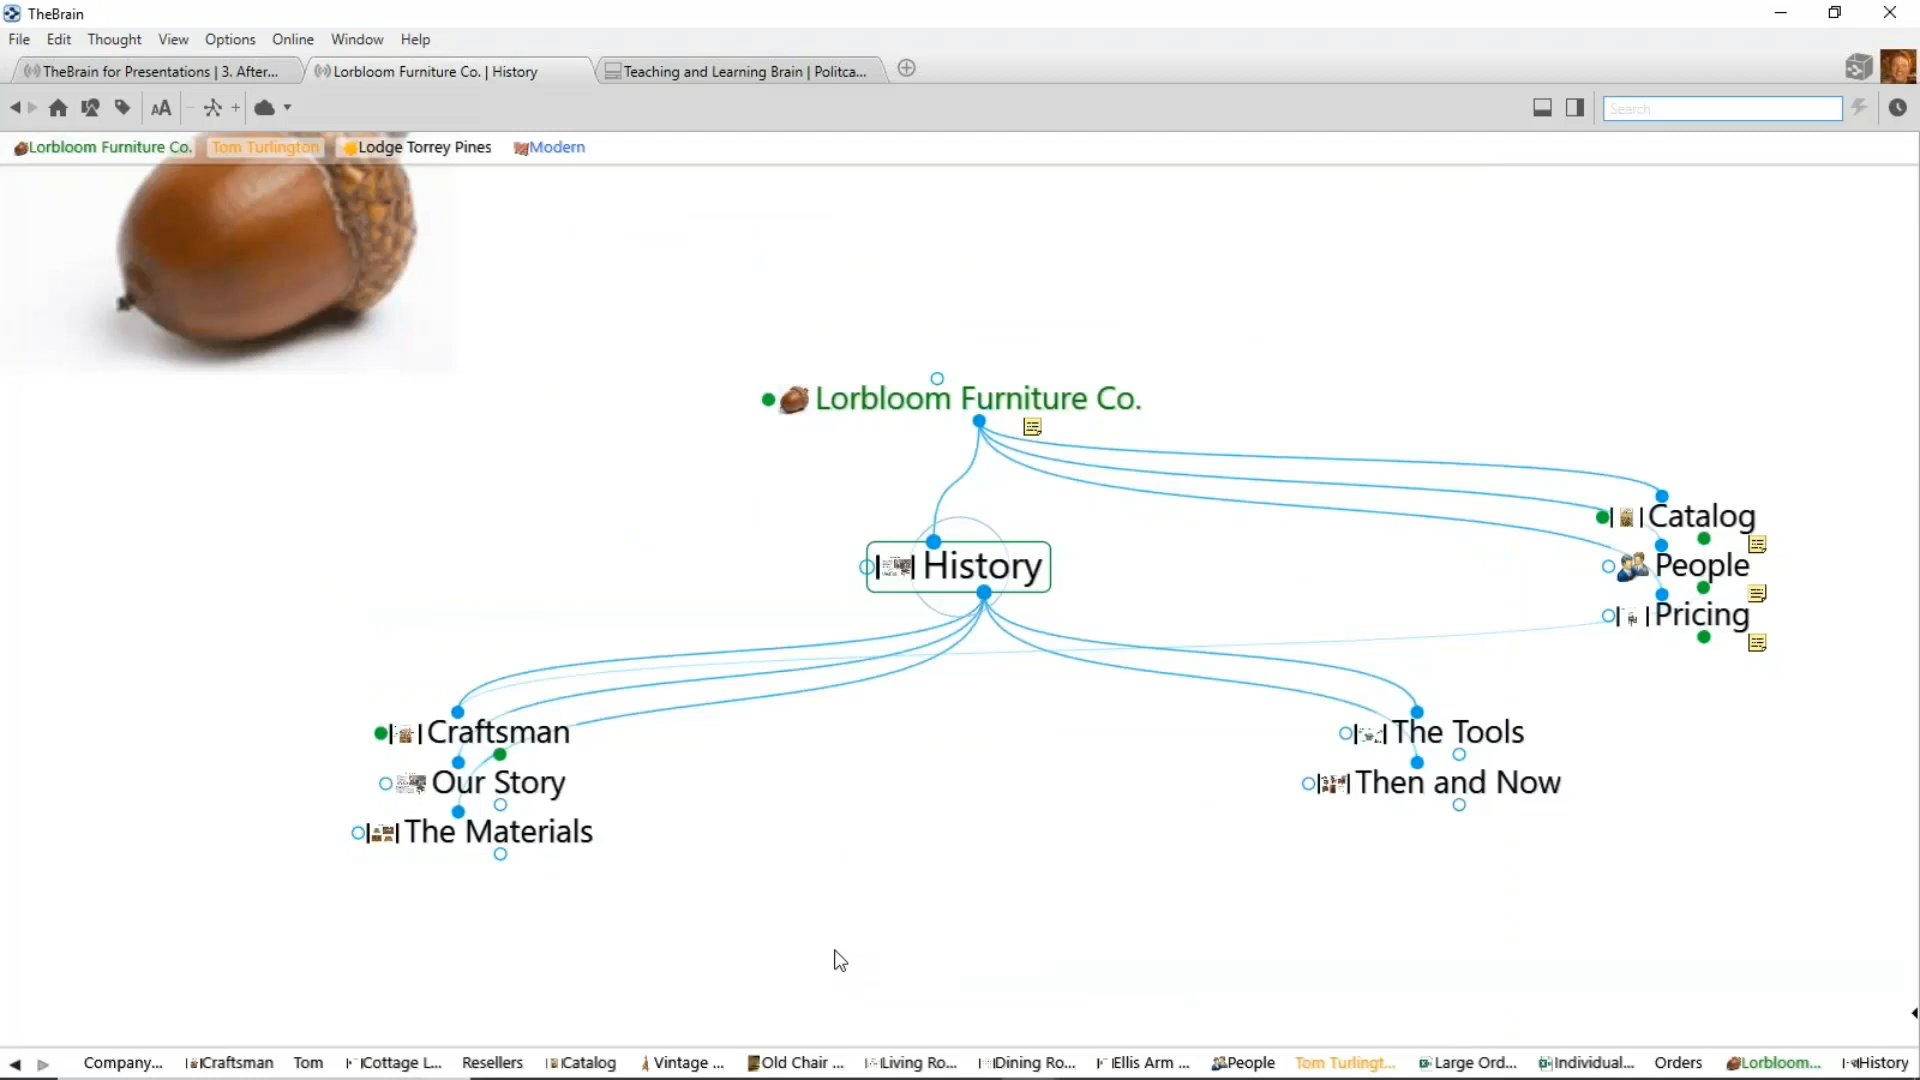 TheBrain
File Edit Thought View Options Online Window Help
TheBrain for Presentations | 3. After... Lorbloom Furniture Co. | History Teaching and Learning Brain | Politca...
AA Search
Lorbloom Furniture Co. Tom Turlington Lodge Torrey Pines Modern
Lorbloom Furniture Co.
Catalog
History
People
Pricing
Craftsman
The Tools
Our Story
Then and Now
The Materials
Company... Craftsman Tom Cottage L... Resellers Catalog Vintage ... Old Chair ... Living Ro... Dining Ro... Ellis Arm ... People Tom Turlingt... Large Ord... Individual... Orders Lorbloom... History